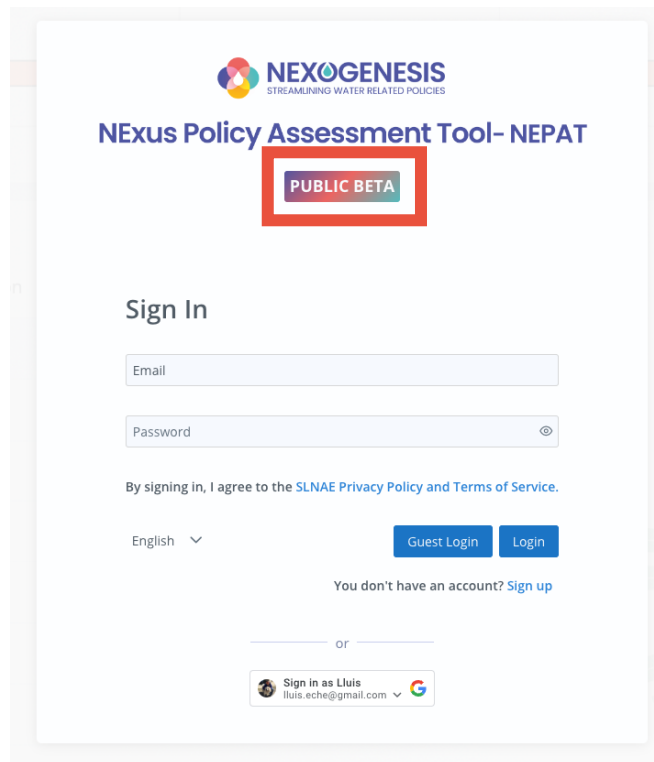 NEXOGENESIS
STREAMLINING WATER RELATED POLICIES
NExus Policy Assessment Tool- NEPAT
PUBLIC BETA
Sign In
Email
Password
By signing in, I agree to the SLNAE Privacy Policy and Terms of Service.
English
Guest Login Login
You don't have an account? Sign up
or
Sign in as Lluis
lluis.eche@gmail.com